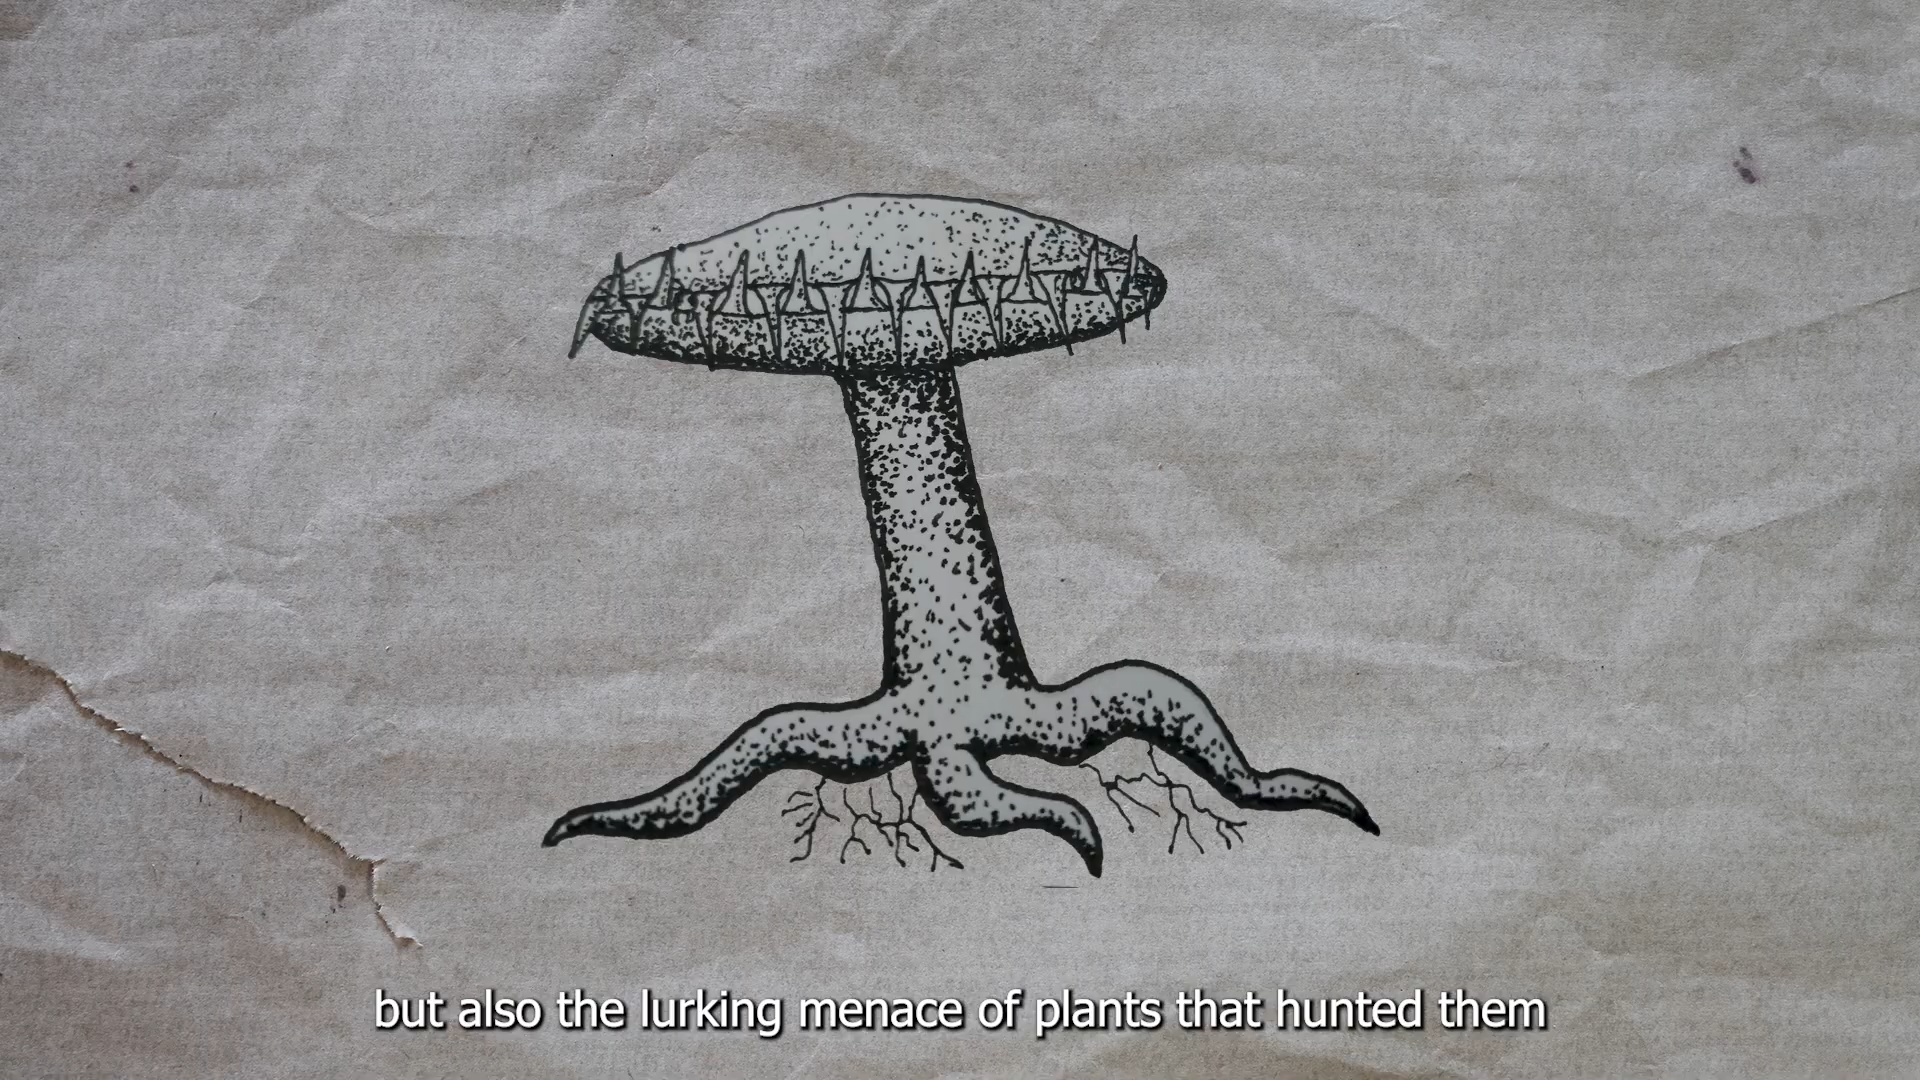 but also the lurking menace of plants that hunted them